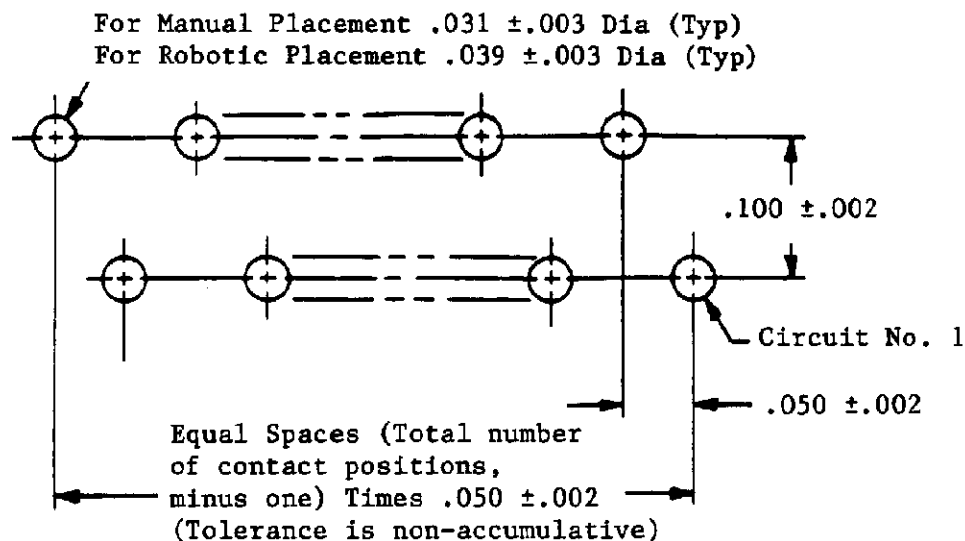 For Manual Placement .031 ±.003 Dia (Typ)
For Robotic Placement .039 ±.003 Dia (Typ)
.100 ±.002
Circuit No. 1
.050 ±.002
Equal Spaces (Total number
of contact positions,
minus one) Times .050 ±.002
(Tolerance is non-accumulative)